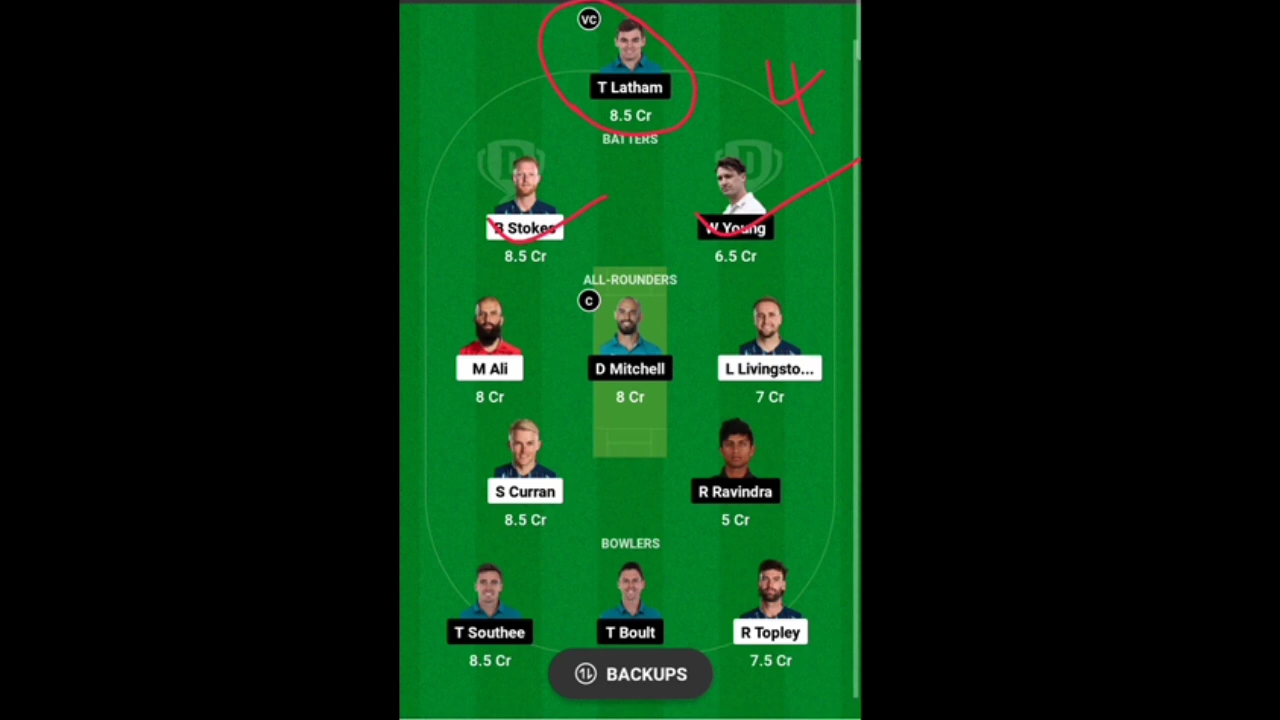 VC
T Latham
8.5 Cr
4
BATTERS
B Stokes W Young
8.5 Cr 6.5 Cr
ALL-ROUNDERS
C
M Ali D Mitchell L Livingsto...
8 Cr 8 Cr 7 Cr
S Curran R Ravindra
8.5 Cr 5 Cr
BOWLERS
T Southee T Boult R Topley
8.5 Cr 7.5 Cr
BACKUPS